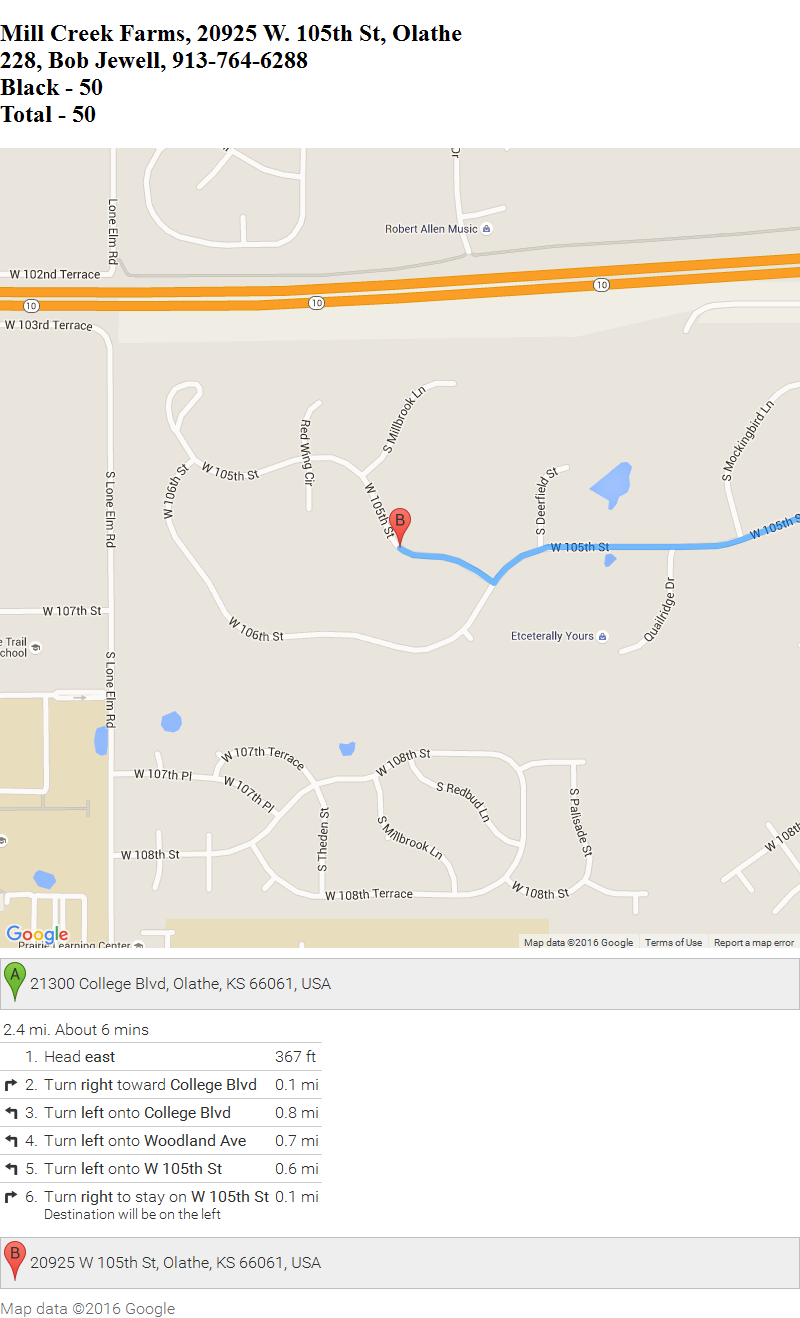 Mill Creek Farms, 20925 W. 105th St, Olathe
228, Bob Jewell, 913-764-6288
Black - 50
Total - 50
Dr
Lone Elm Rd
Robert Allen Music
W 102nd Terrace
10
10
10
W 103rd Terrace
S Millbrook Ln
S Mockingbird Ln
Red Wing Cir
W 105th St
W 106th St
S Lone Elm Rd
W 105th St
S Deerfield St
B
W 105th St
W 105th S
W 107th St
Quailridge Dr
W 106th St
Etceterally Yours
e Trail
chool
S Lone Elm Rd
W 107th Terrace
W 108th St
W 107th Pl
W 107th Pl
S Redbud Ln
S Palisade St
S Theden St
S Millbrook Ln
W 108th
W 108th St
W 108th Terrace
W 108th St
Google
Prairie Learning Center
Map data ©2016 Google
Terms of Use
Report a map error
A
21300 College Blvd, Olathe, KS 66061, USA
2.4 mi. About 6 mins
1. Head east 367 ft
2. Turn right toward College Blvd 0.1 mi
3. Turn left onto College Blvd 0.8 mi
4. Turn left onto Woodland Ave 0.7 mi
5. Turn left onto W 105th St 0.6 mi
6. Turn right to stay on W 105th St 0.1 mi
Destination will be on the left
B
20925 W 105th St, Olathe, KS 66061, USA
Map data ©2016 Google